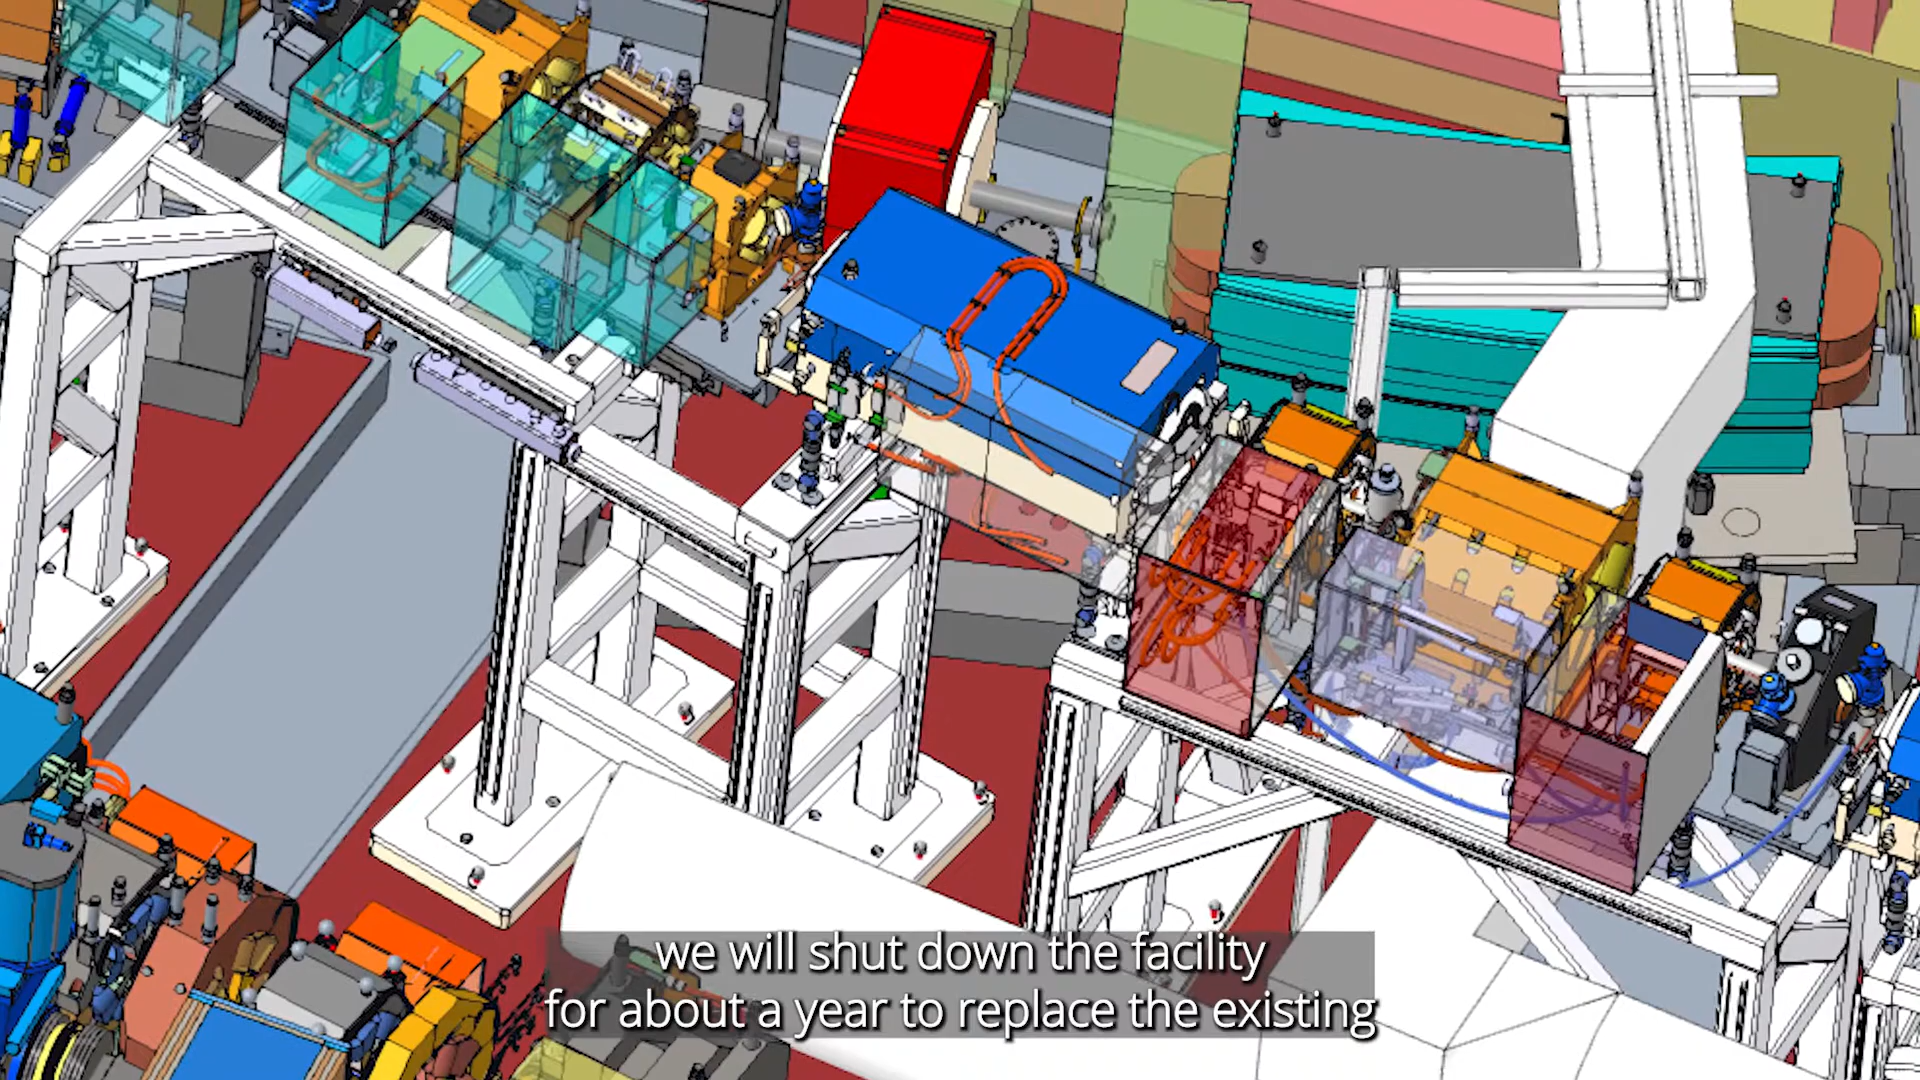 we will shut down the facility
for about a year to replace the existing